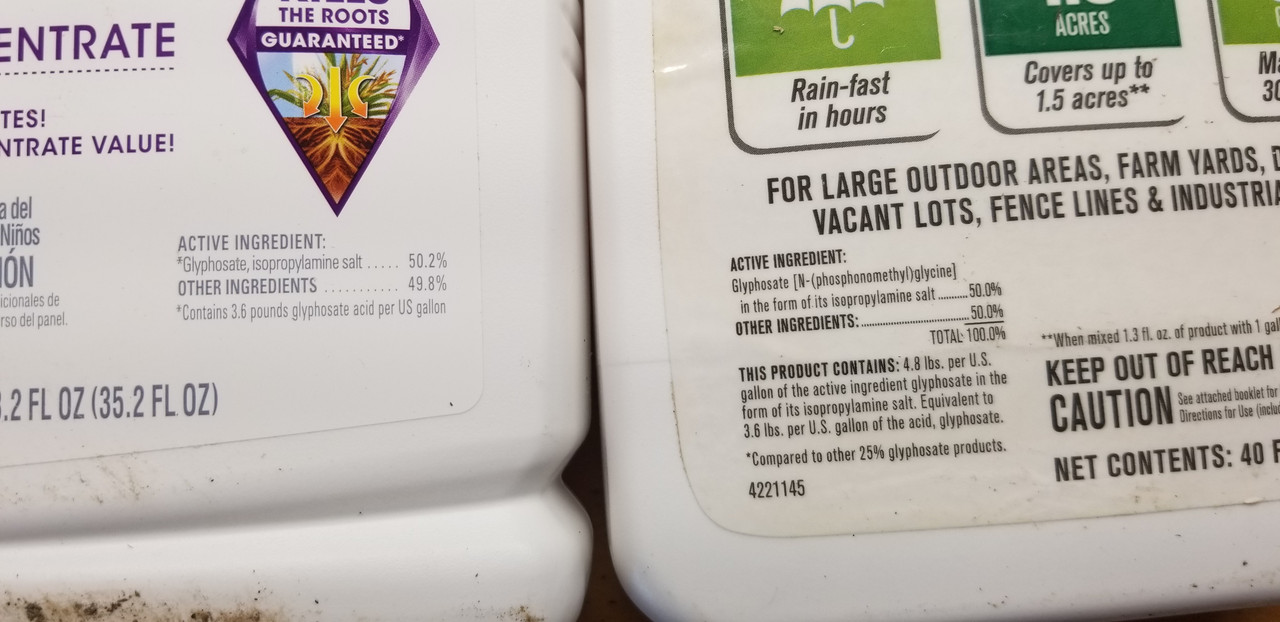 THE ROOTS
GUARANTEED*
ENTRATE
TES!
NTRATE VALUE!
a del
Niños
ÓN
icionales de
rso del panel.
ACTIVE INGREDIENT:
*Glyphosate, isopropylamine salt ..... 50.2%
OTHER INGREDIENTS ........... 49.8%
*Contains 3.6 pounds glyphosate acid per US gallon
.2 FL OZ (35.2 FL OZ)
ACRES
Rain-fast
in hours
Covers up to
1.5 acres**
30
FOR LARGE OUTDOOR AREAS, FARM YARDS,
VACANT LOTS, FENCE LINES & INDUSTRIA
ACTIVE INGREDIENT:
Glyphosate [N-(phosphonomethyl)glycine]
in the form of its isopropylamine salt ..........50.0%
OTHER INGREDIENTS:....................................50.0%
TOTAL 100.0%
THIS PRODUCT CONTAINS: 4.8 lbs. per U.S.
gallon of the active ingredient glyphosate in the
form of its isopropylamine salt. Equivalent to
3.6 lbs. per U.S. gallon of the acid, glyphosate.
*Compared to other 25% glyphosate products.
4221145
**When mixed 1.3 fl. oz. of product with 1 gal
KEEP OUT OF REACH
CAUTION
See attached booklet for
Directions for Use (inclu
NET CONTENTS: 40 F